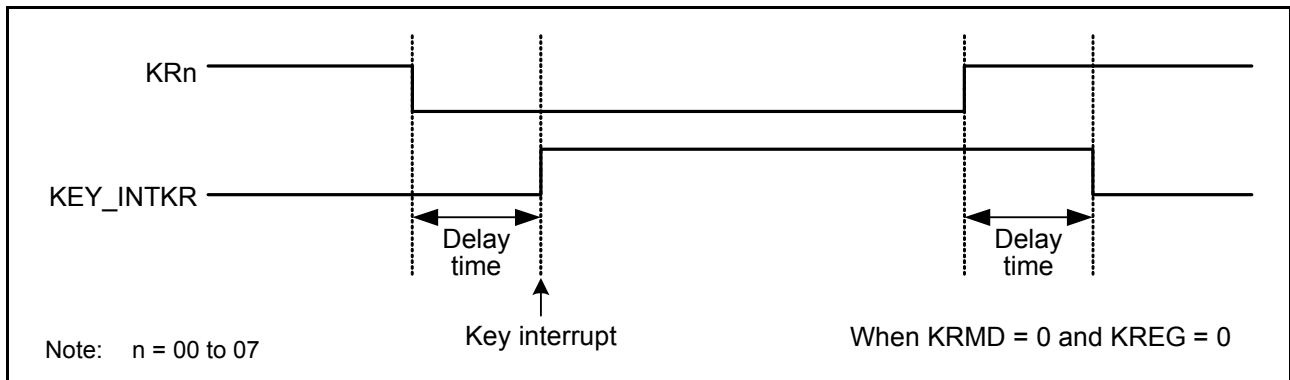 KRn
KEY_INTKR
Delay
time
Delay
time
Key interrupt
When KRMD = 0 and KREG = 0
Note: n = 00 to 07